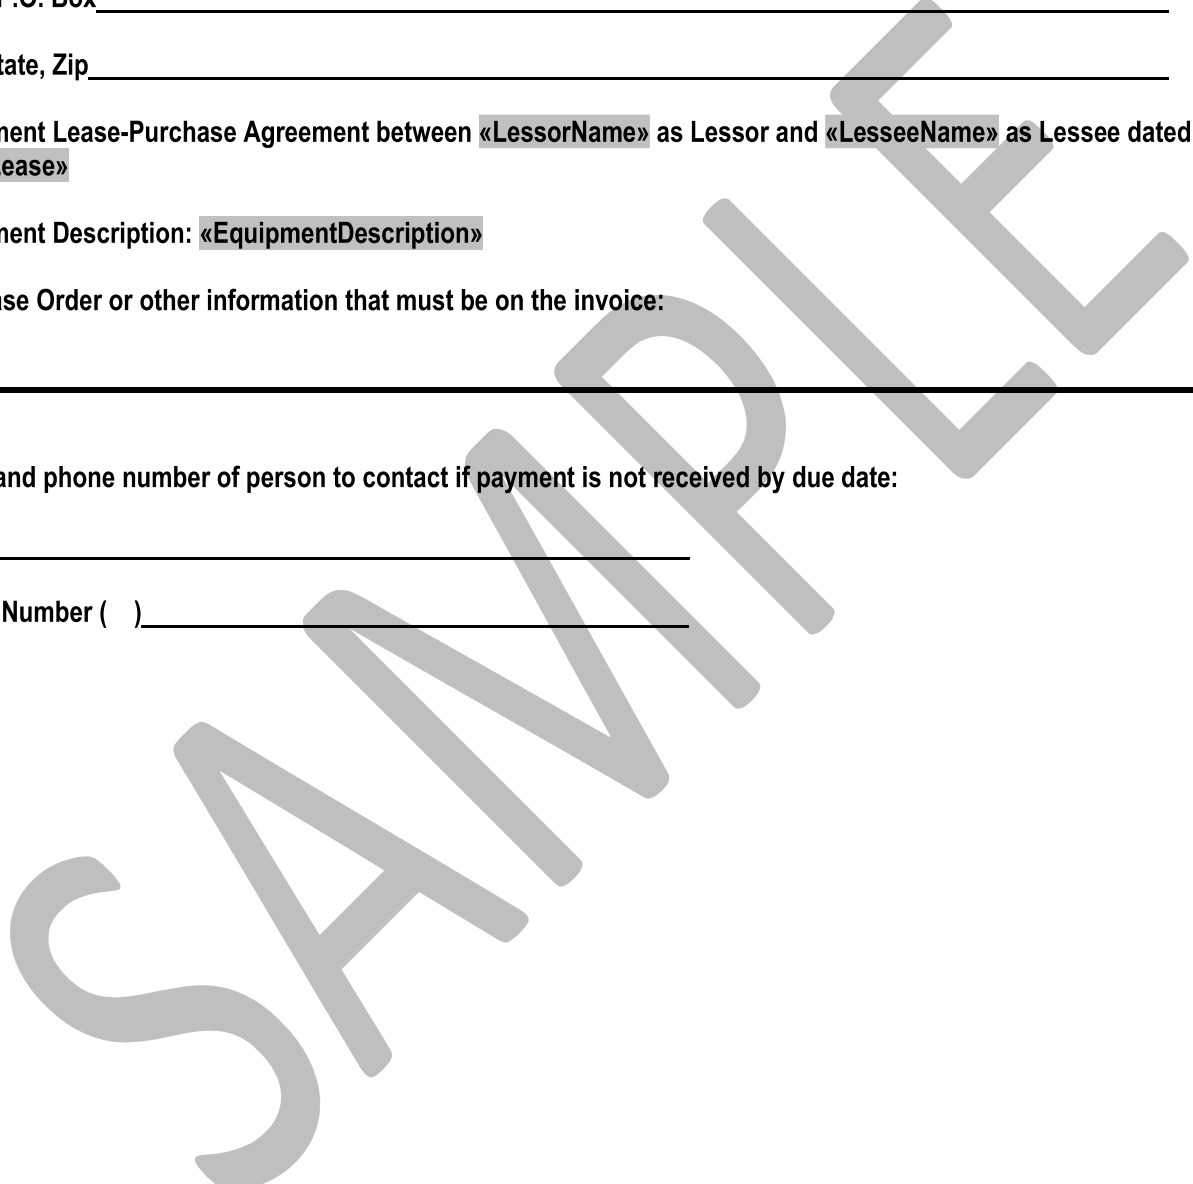 P.O. Box
tate, Zip
ment Lease-Purchase Agreement between «LessorName» as Lessor and «LesseeName» as Lessee dated
Lease»
ment Description: «EquipmentDescription»
ase Order or other information that must be on the invoice:
and phone number of person to contact if payment is not received by due date:
Number ( )
SAMPLE